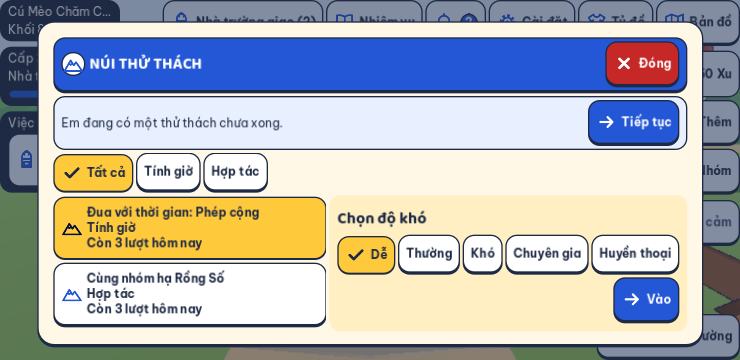 Cú Mèo Chăm C...
Nhà trường giao (2)
Nhiệm vụ
Cài đặt
Tủ đồ
Bản đồ
Khối
Cấp
Nhà
Việc
NÚI THỬ THÁCH
Đóng
Xu
Em đang có một thử thách chưa xong.
Tiếp tục
Tất cả
Tính giờ
Hợp tác
Đua với thời gian: Phép cộng
Tính giờ
Còn 3 lượt hôm nay
Cùng nhóm hạ Rồng Số
Hợp tác
Còn 3 lượt hôm nay
Chọn độ khó
Dễ
Thường
Khó
Chuyên gia
Huyền thoại
Vào
cảm